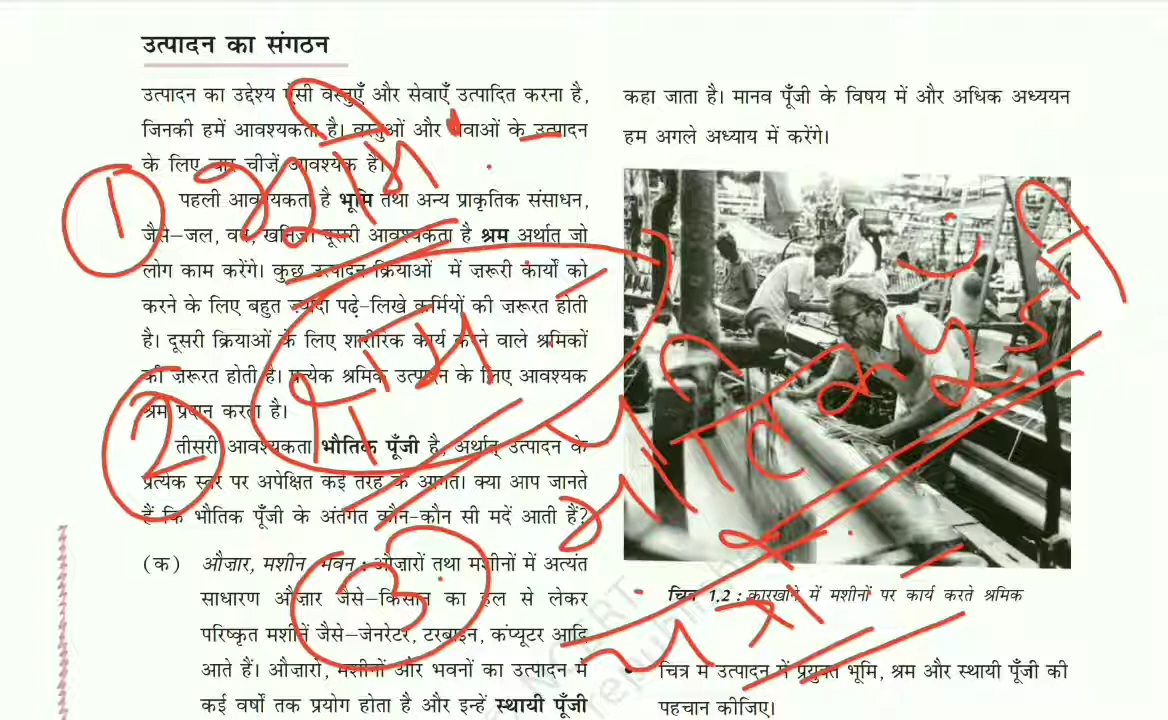 उत्पादन का संगठन
उत्पादन का उद्देश्य ऐसी वस्तुएँ और सेवाएँ उत्पादित करना है,
जिनकी हमें आवश्यकता है। वस्तुओं और सेवाओं के उत्पादन
के लिए चार चीज़ें आवश्यक हैं।
पहली आवश्यकता है भूमि तथा अन्य प्राकृतिक संसाधन,
जैसे–जल, वन, खनिज। दूसरी आवश्यकता है श्रम अर्थात जो
लोग काम करेंगे। कुछ उत्पादन क्रियाओं में ज़रूरी कार्यों को
करने के लिए बहुत ज़्यादा पढ़े–लिखे कर्मियों की ज़रूरत होती
है। दूसरी क्रियाओं के लिए शारीरिक कार्य करने वाले श्रमिकों
की ज़रूरत होती है। प्रत्येक श्रमिक उत्पादन के लिए आवश्यक
श्रम प्रदान करता है।
तीसरी आवश्यकता भौतिक पूँजी है, अर्थात् उत्पादन के
प्रत्येक स्तर पर अपेक्षित कई तरह के आगत। क्या आप जानते
हैं कि भौतिक पूँजी के अंतर्गत कौन–कौन सी मदें आती हैं?
(क) औज़ार, मशीन, भवन : औज़ारों तथा मशीनों में अत्यंत
साधारण औज़ार जैसे–किसान का हल से लेकर
परिष्कृत मशीनें जैसे–जेनरेटर, टरबाइन, कंप्यूटर आदि
आते हैं। औज़ारों, मशीनों और भवनों का उत्पादन में
कई वर्षों तक प्रयोग होता है और इन्हें स्थायी पूँजी
कहा जाता है। मानव पूँजी के विषय में और अधिक अध्ययन
हम अगले अध्याय में करेंगे।
चित्र 1.2 : कारखाने में मशीनों पर कार्य करते श्रमिक
• चित्र में उत्पादन में प्रयुक्त भूमि, श्रम और स्थायी पूँजी की
पहचान कीजिए।
1 भूमि
2 श्रम
3